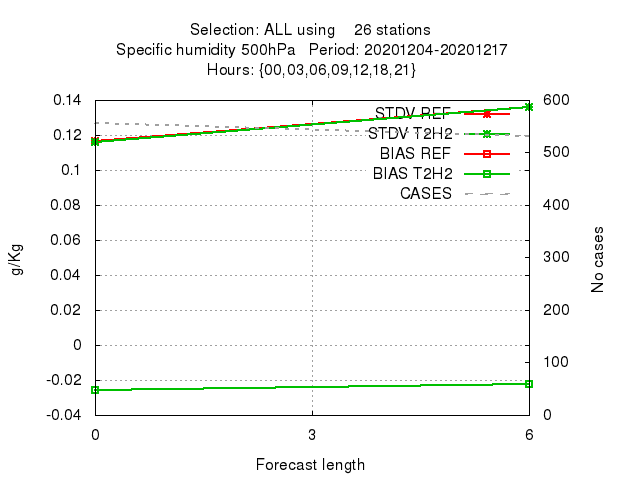 Selection: ALL using    26 stations
Specific humidity 500hPa   Period: 20201204-20201217
Hours: {00,03,06,09,12,18,21}
0.14
0.12
0.1
0.08
0.06
0.04
0.02
0
-0.02
-0.04
g/Kg
STDV REF
STDV T2H2
BIAS REF
BIAS T2H2
CASES
600
500
400
300
200
100
0
No cases
0 3 6
Forecast length